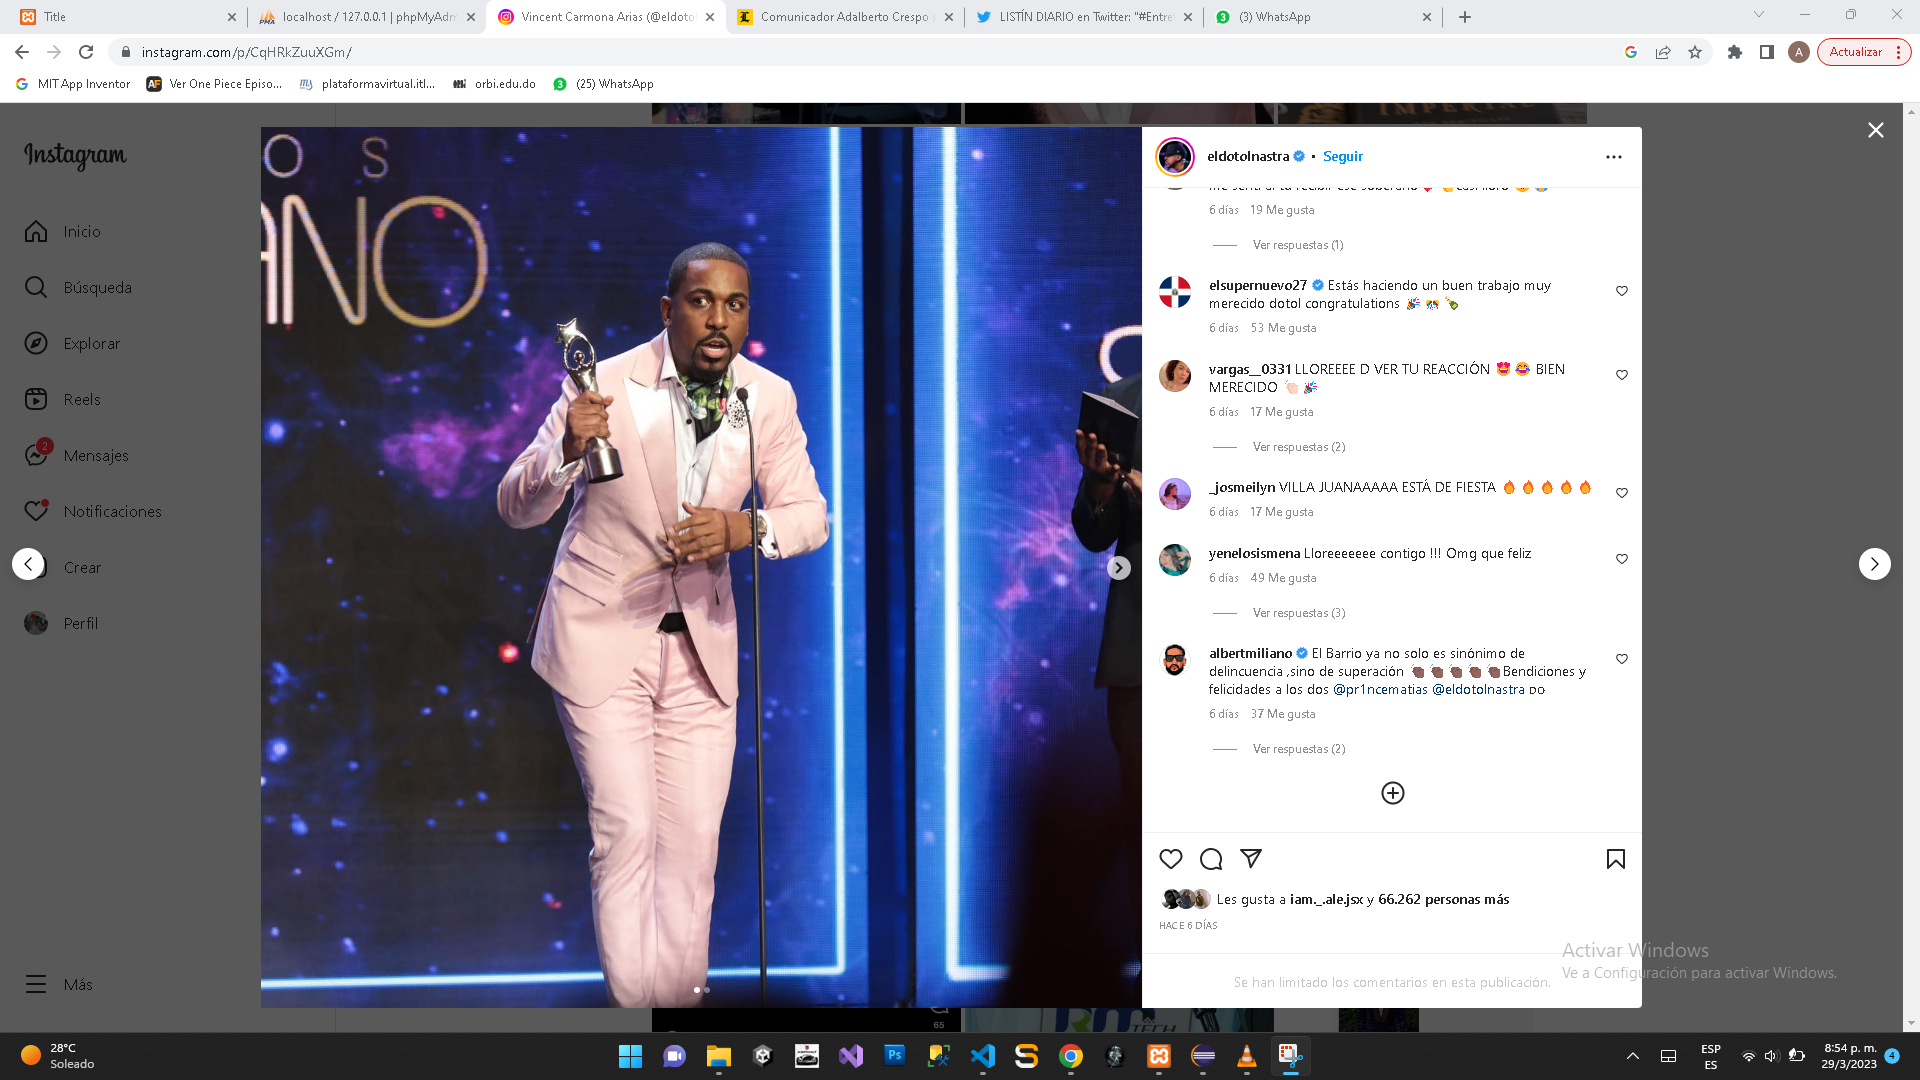 Title
localhost / 127.0.0.1 | phpMyAdm
Vincent Carmona Arias (@eldotol
Comunicador Adalberto Crespo s
LISTÍN DIARIO en Twitter: "#Entre
(3) WhatsApp
instagram.com/p/CqHRkZuuXGm/
Actualizar
MIT App Inventor
Ver One Piece Episo...
plataformavirtual.itl...
orbi.edu.do
(25) WhatsApp
IMPERIAL
Instagram
Inicio
Búsqueda
Explorar
Reels
2
Mensajes
Notificaciones
Crear
Perfil
Más
OS
ANO
eldotolnastra • Seguir
6 días 19 Me gusta
Ver respuestas (1)
elsupernuevo27 Estás haciendo un buen trabajo muy
merecido dotol congratulations 🎉 🎊 🍾
6 días 53 Me gusta
vargas__0331 LLOREEEE D VER TU REACCIÓN 😍 😂 BIEN
MERECIDO 👏🏻 🎉
6 días 17 Me gusta
Ver respuestas (2)
_josmeilyn VILLA JUANAAAAA ESTÁ DE FIESTA 🔥 🔥 🔥 🔥 🔥
6 días 17 Me gusta
yenelosismena Lloreeeeeee contigo !!! Omg que feliz
6 días 49 Me gusta
Ver respuestas (3)
albertmiliano El Barrio ya no solo es sinónimo de
delincuencia ,sino de superación 👏🏿 👏🏿 👏🏿 👏🏿 👏🏿Bendiciones y
felicidades a los dos @pr1ncematias @eldotolnastra po
6 días 37 Me gusta
Ver respuestas (2)
Les gusta a iam._.ale.jsx y 66.262 personas más
HACE 6 DÍAS
Se han limitado los comentarios en esta publicación.
Activar Windows
Ve a Configuración para activar Windows.
65
TECH
28°C
Soleado
Ps
ESP
ES
8:54 p. m.
29/3/2023
4